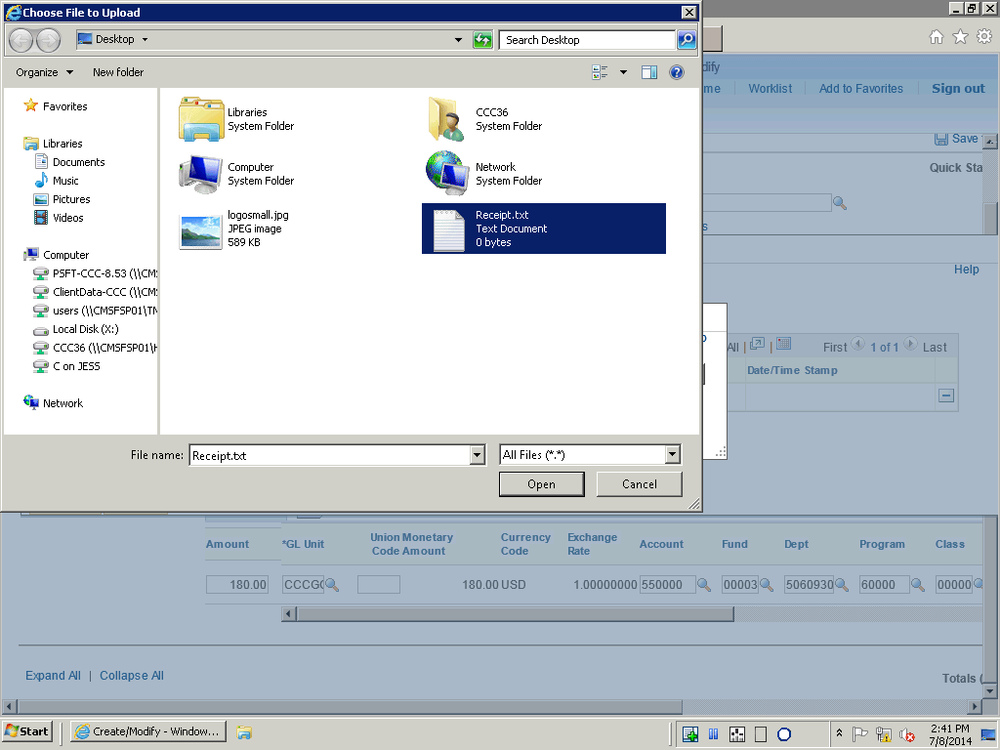 Choose File to Upload
Desktop
Search Desktop
Organize
New folder
Favorites
Libraries
Documents
Music
Pictures
Videos
Computer
PSFT-CCC-8.53 (\\CMS
ClientData-CCC (\\CMS
users (\\CMSFSP01\TM
Local Disk (X:)
CCC36 (\\CMSFSP01\H
C on JESS
Network
Libraries
System Folder
CCC36
System Folder
Computer
System Folder
Network
System Folder
logosmall.jpg
JPEG image
589 KB
Receipt.txt
Text Document
0 bytes
File name:
Receipt.txt
All Files (*.*)
Open
Cancel
dify
me
Worklist
Add to Favorites
Sign out
Save
Quick Sta
s
Help
All |
|
First
1 of 1
Last
Date/Time Stamp
Amount
*GL Unit
Union Monetary
Code Amount
Currency
Code
Exchange
Rate
Account
Fund
Dept
Program
Class
180.00
CCCGO
180.00 USD
1.00000000
550000
00003
5060930
60000
00000
Expand All | Collapse All
Totals (
Start
Create/Modify - Window...
2:41 PM
7/8/2014